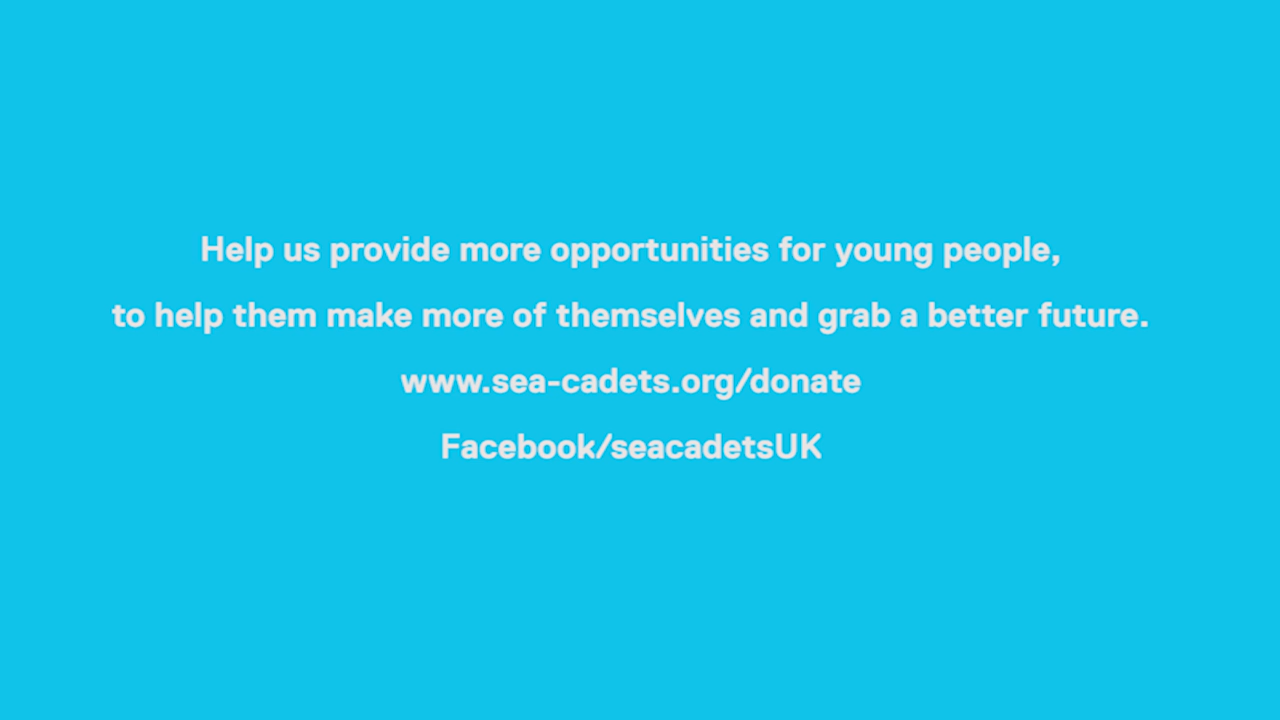 Help us provide more opportunities for young people,
to help them make more of themselves and grab a better future.
www.sea-cadets.org/donate
Facebook/seacadetsUK